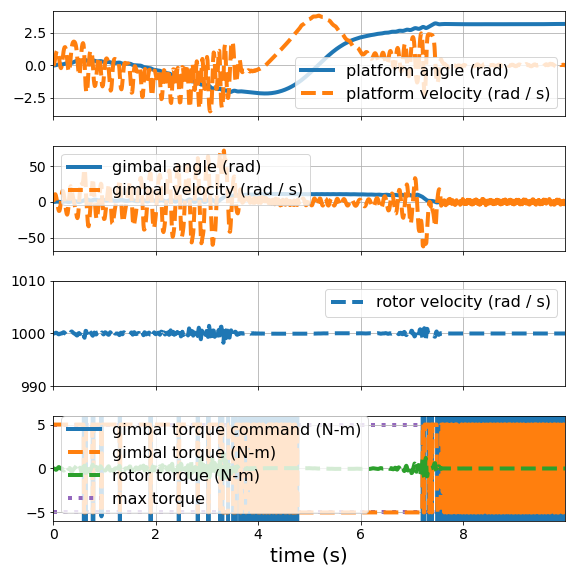 2.5
0.0
−2.5
platform angle (rad)
platform velocity (rad / s)
50
0
−50
gimbal angle (rad)
gimbal velocity (rad / s)
1010
1000
990
rotor velocity (rad / s)
5
0
−5
gimbal torque command (N-m)
gimbal torque (N-m)
rotor torque (N-m)
max torque
0 2 4 6 8
time (s)